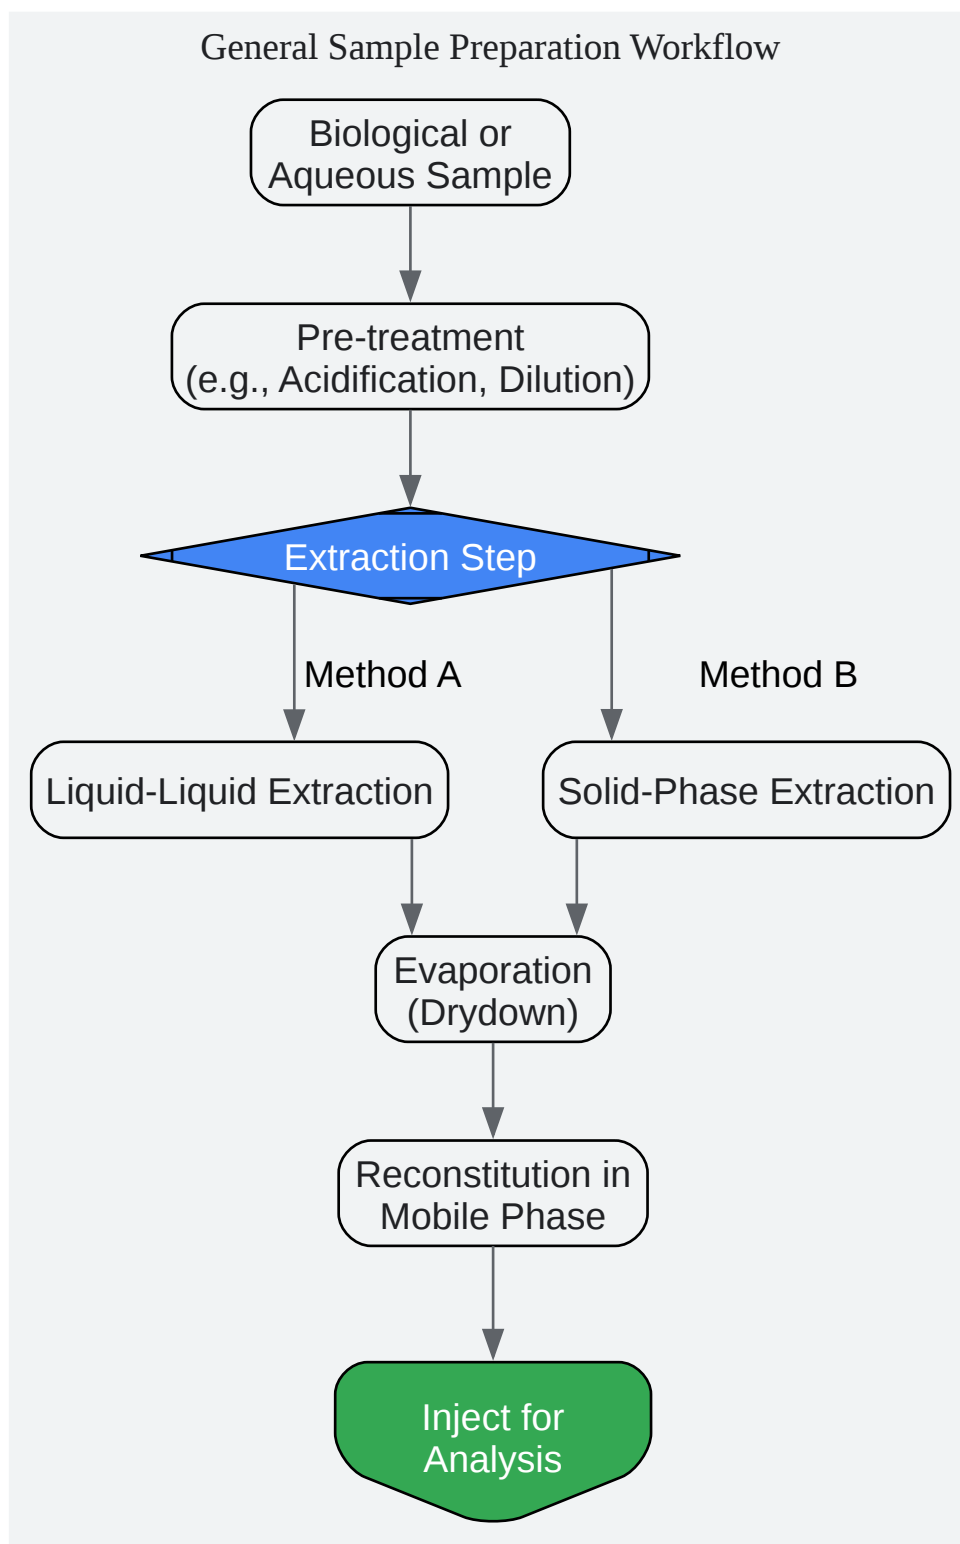 General Sample Preparation Workflow
Biological or
Aqueous Sample
Pre-treatment
(e.g., Acidification, Dilution)
Extraction Step
Method A
Method B
Liquid-Liquid Extraction
Solid-Phase Extraction
Evaporation
(Drydown)
Reconstitution in
Mobile Phase
Inject for
Analysis